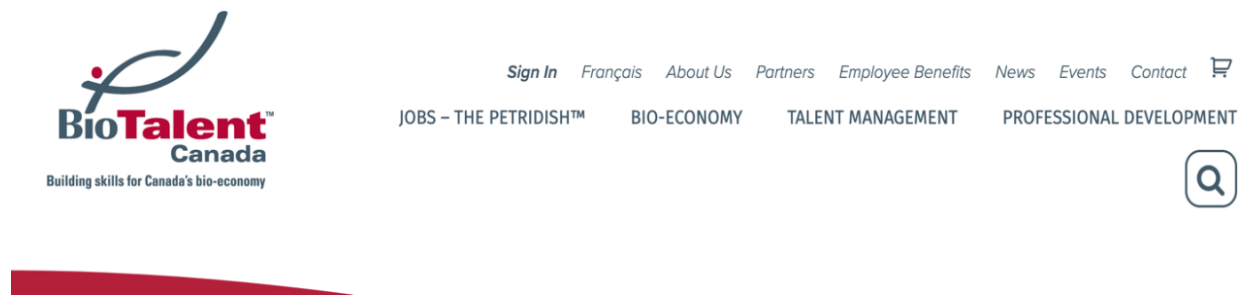 BioTalent™
Canada
Building skills for Canada's bio-economy
Sign In Français About Us Partners Employee Benefits News Events Contact
JOBS – THE PETRIDISH™ BIO-ECONOMY TALENT MANAGEMENT PROFESSIONAL DEVELOPMENT